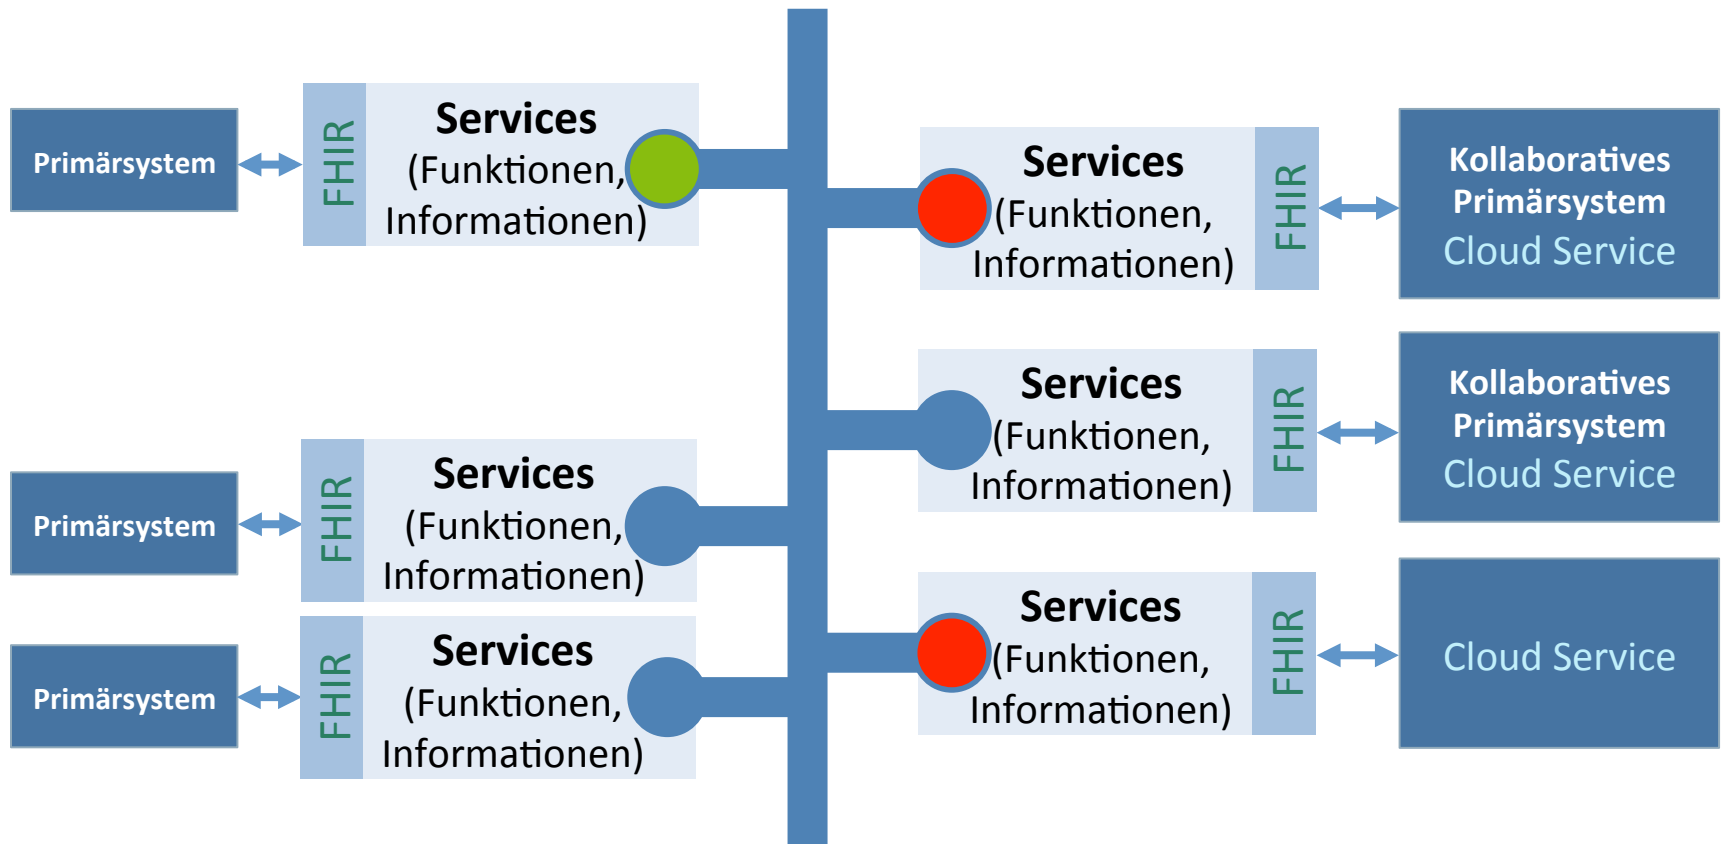 Primärsystem
FHIR
Services
(Funktionen,
Informationen)
Primärsystem
FHIR
Services
(Funktionen,
Informationen)
Primärsystem
FHIR
Services
(Funktionen,
Informationen)
Services
(Funktionen,
Informationen)
FHIR
Kollaboratives
Primärsystem
Cloud Service
Services
(Funktionen,
Informationen)
FHIR
Kollaboratives
Primärsystem
Cloud Service
Services
(Funktionen,
Informationen)
FHIR
Cloud Service